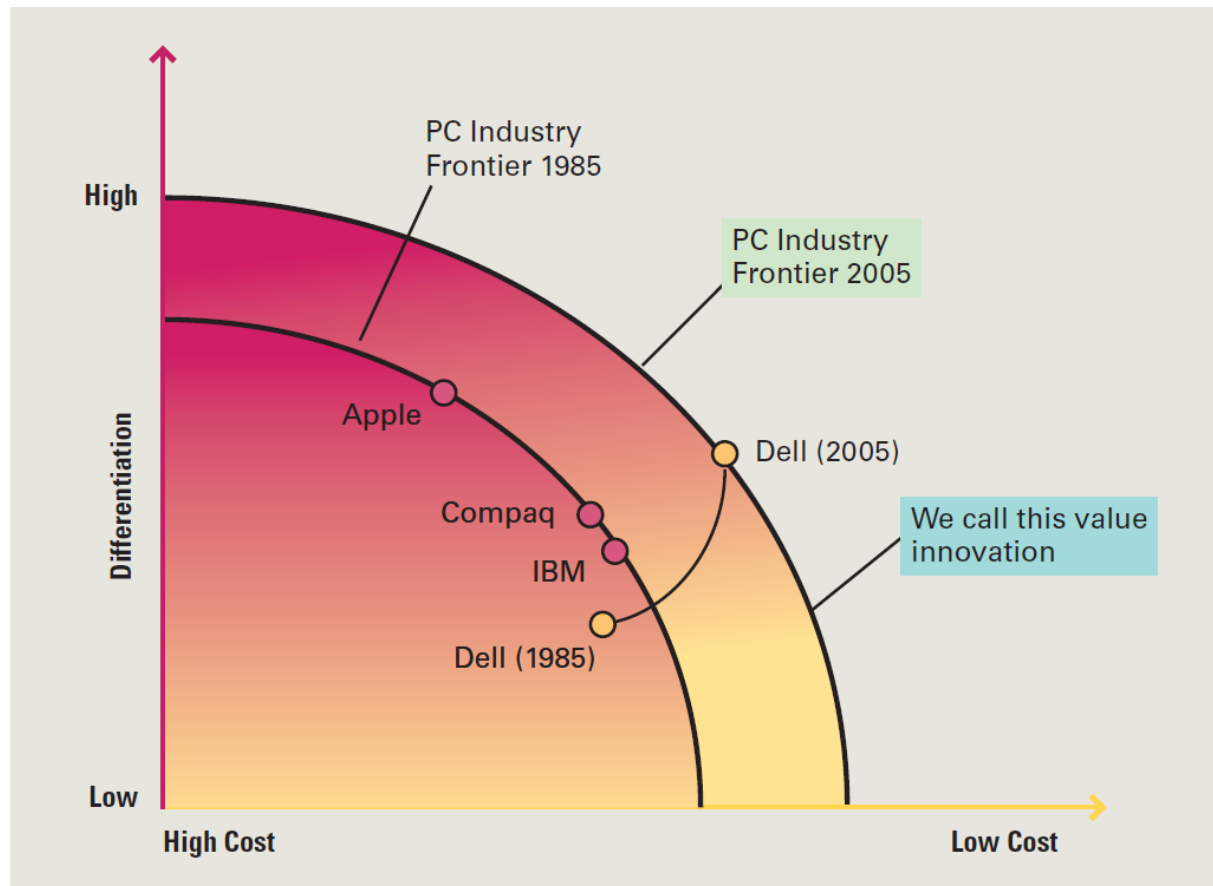 PC Industry
Frontier 1985
High
PC Industry
Frontier 2005
Apple
Differentiation
Dell (2005)
Compaq
We call this value
innovation
IBM
Dell (1985)
Low
High Cost
Low Cost